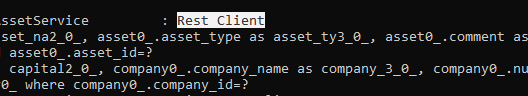 AssetService : Rest Client
set_na2_0_, asset0_.asset_type as asset_ty3_0_, asset0_.comment as
asset0_.asset_id=?
capital2_0_, company0_.company_name as company_3_0_, company0_.nu
0_ where company0_.company_id=?